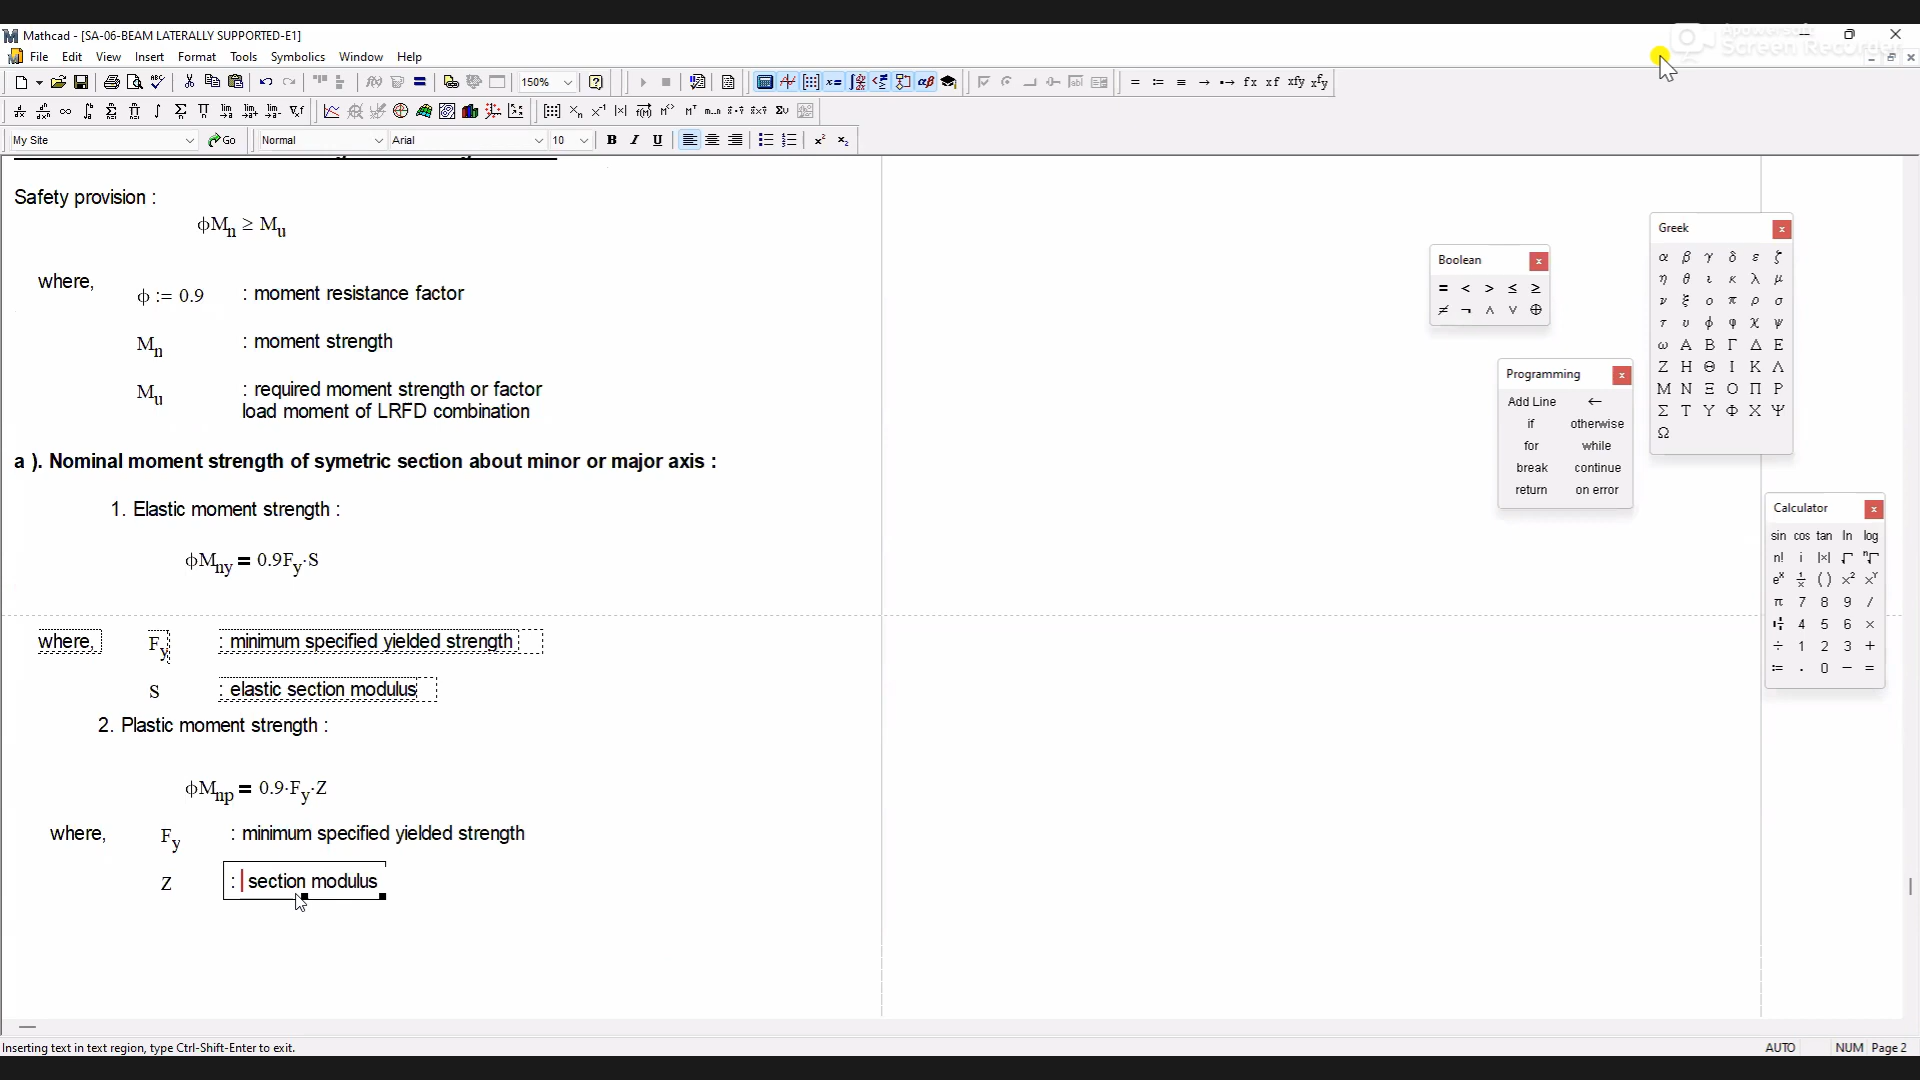 Mathcad - [SA-06-BEAM LATERALLY SUPPORTED-E1]
Screen Recorder
File Edit View Insert Format Tools Symbolics Window Help
150%
My Site Go Normal Arial 10 B I U
Safety provision :
ϕMn ≥ Mu
where,
ϕ := 0.9 : moment resistance factor
Mn : moment strength
Mu : required moment strength or factor
load moment of LRFD combination
a ). Nominal moment strength of symetric section about minor or major axis :
1. Elastic moment strength :
ϕMny = 0.9Fy·S
where, Fy : minimum specified yielded strength
S : elastic section modulus
2. Plastic moment strength :
ϕMnp = 0.9·Fy·Z
where, Fy : minimum specified yielded strength
Z : section modulus
Boolean
= < > ≤ ≥
≠ ¬ ∧ ∨ ⊕
Greek
α β γ δ ε ζ
η θ ι κ λ μ
ν ξ ο π ρ σ
τ υ ϕ φ χ ψ
ω Α Β Γ Δ Ε
Ζ Η Θ Ι Κ Λ
Μ Ν Ξ Ο Π Ρ
Σ Τ Υ Φ Χ Ψ
Ω
Programming
Add Line ←
if otherwise
for while
break continue
return on error
Calculator
sin cos tan ln log
n! i |×| √ ⁿ√
eˣ 1/x ( ) x² xʸ
π 7 8 9 /
4 5 6 ×
÷ 1 2 3 +
:= . 0 − =
Inserting text in text region, type Ctrl-Shift-Enter to exit.
AUTO NUM Page 2